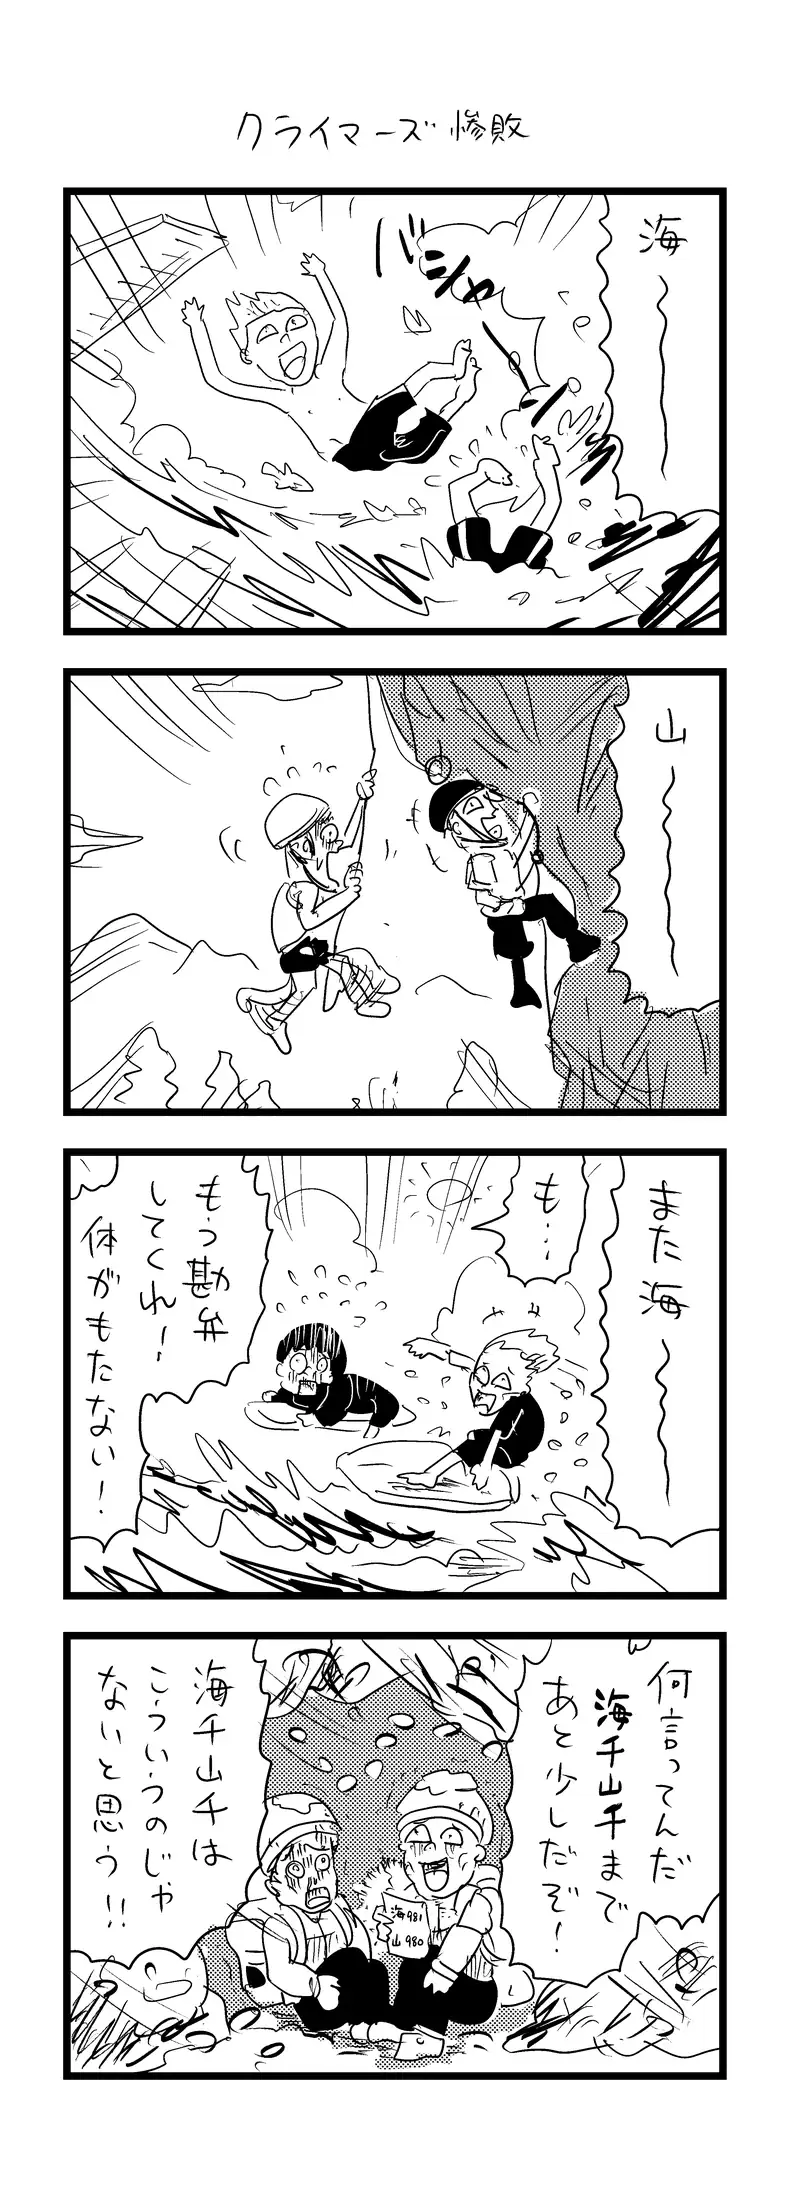 クライマーズ惨敗
海〜〜
バシャーッ
山〜〜
また海〜〜
も…
もう勘弁
してくれ!
体がもたない!
何言ってんだ
海千山千まで
あと少しだぞ!
海981
山980
海千山千は
こういうのじゃ
ないと思う!!